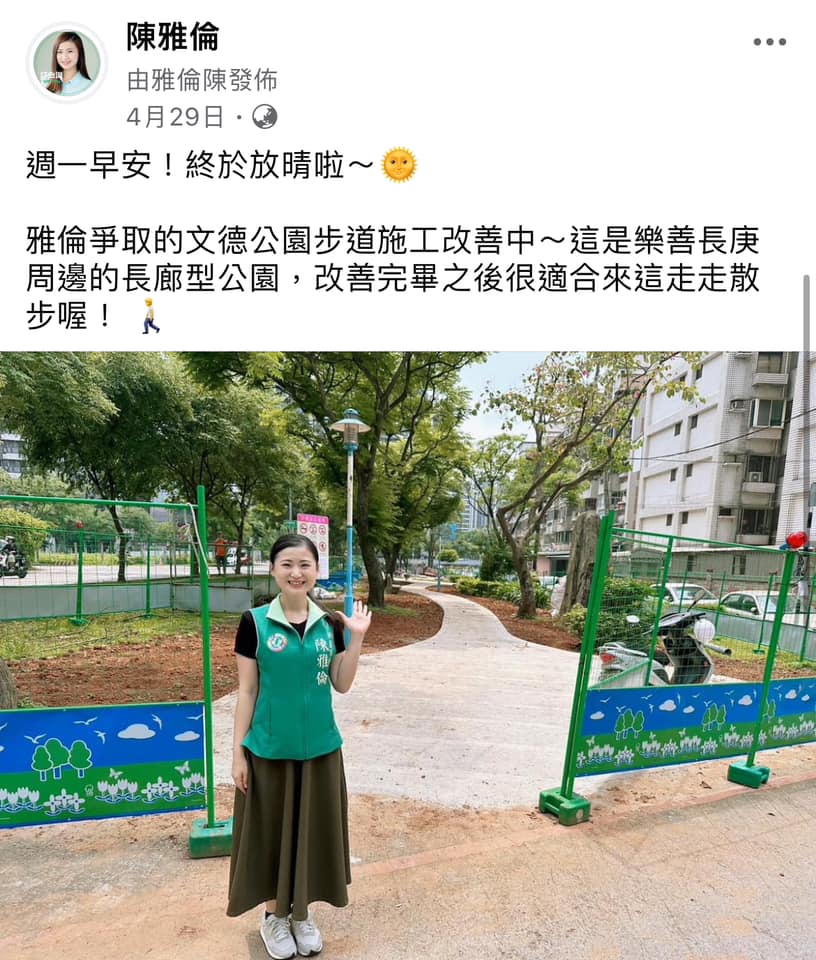 陳雅倫
由雅倫陳發佈
4月29日・
週一早安！終於放晴啦～🌞
雅倫爭取的文德公園步道施工改善中～這是樂善長庚
周邊的長廊型公園，改善完畢之後很適合來這走走散
步喔！🚶
陳雅倫